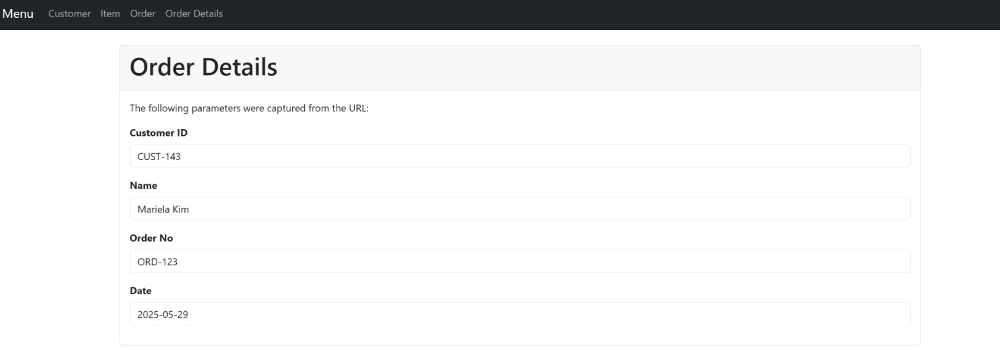 Menu Customer Item Order Order Details
Order Details
The following parameters were captured from the URL:
Customer ID
CUST-143
Name
Mariela Kim
Order No
ORD-123
Date
2025-05-29